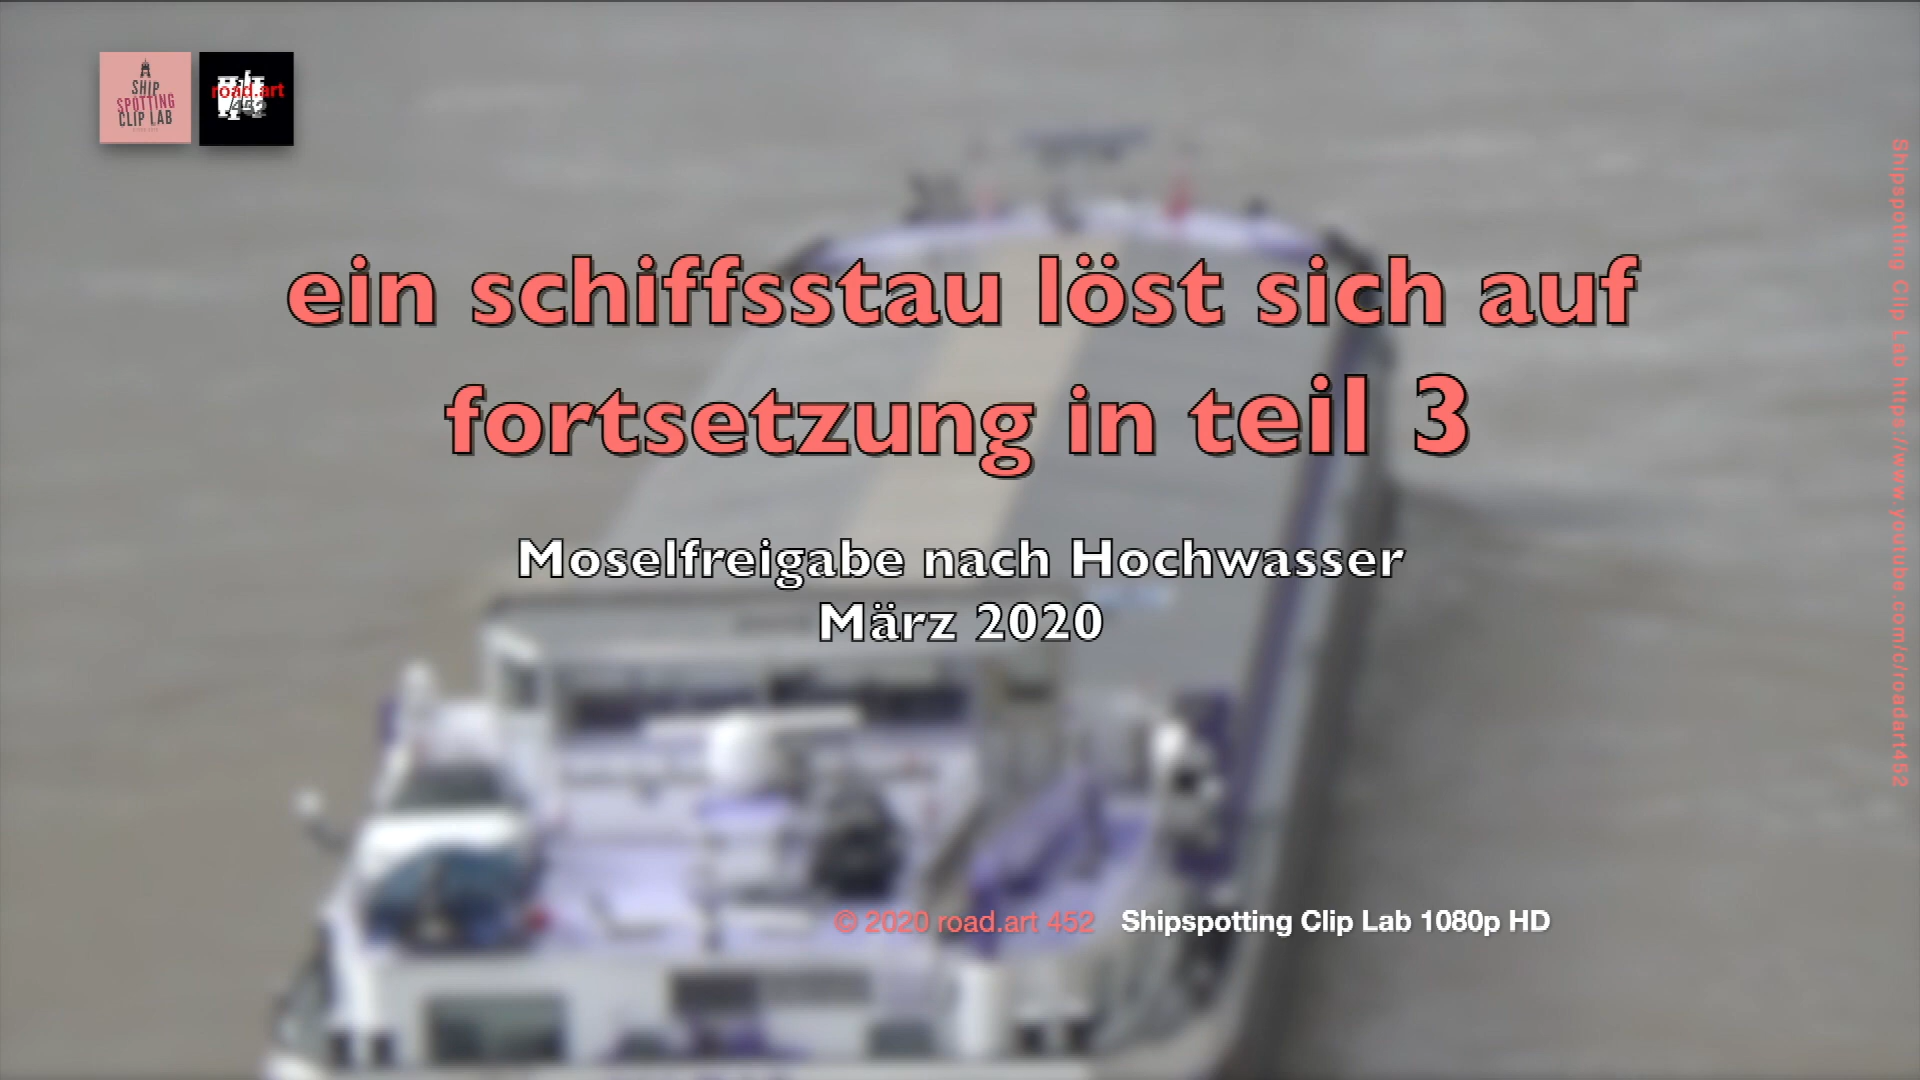 SHIP
SPOTTING
CLIP LAB
road.art
452
ein schiffsstau löst sich auf
fortsetzung in teil 3
Moselfreigabe nach Hochwasser
März 2020
© 2020 road.art 452 Shipspotting Clip Lab 1080p HD
Shipspotting Clip Lab https://www.youtube.com/c/roadart452